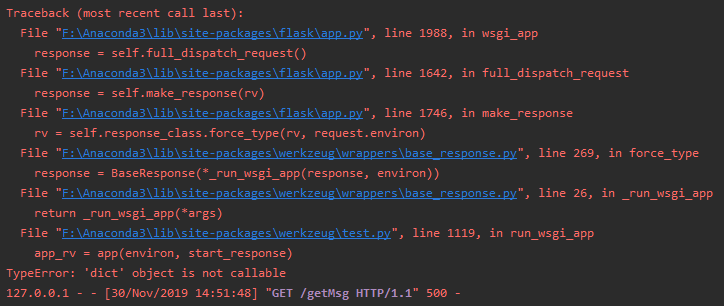 Traceback (most recent call last):
File "F:\Anaconda3\lib\site-packages\flask\app.py", line 1988, in wsgi_app
response = self.full_dispatch_request()
File "F:\Anaconda3\lib\site-packages\flask\app.py", line 1642, in full_dispatch_request
response = self.make_response(rv)
File "F:\Anaconda3\lib\site-packages\flask\app.py", line 1746, in make_response
rv = self.response_class.force_type(rv, request.environ)
File "F:\Anaconda3\lib\site-packages\werkzeug\wrappers\base_response.py", line 269, in force_type
response = BaseResponse(*_run_wsgi_app(response, environ))
File "F:\Anaconda3\lib\site-packages\werkzeug\wrappers\base_response.py", line 26, in _run_wsgi_app
return _run_wsgi_app(*args)
File "F:\Anaconda3\lib\site-packages\werkzeug\test.py", line 1119, in run_wsgi_app
app_rv = app(environ, start_response)
TypeError: 'dict' object is not callable
127.0.0.1 - - [30/Nov/2019 14:51:48] "GET /getMsg HTTP/1.1" 500 -